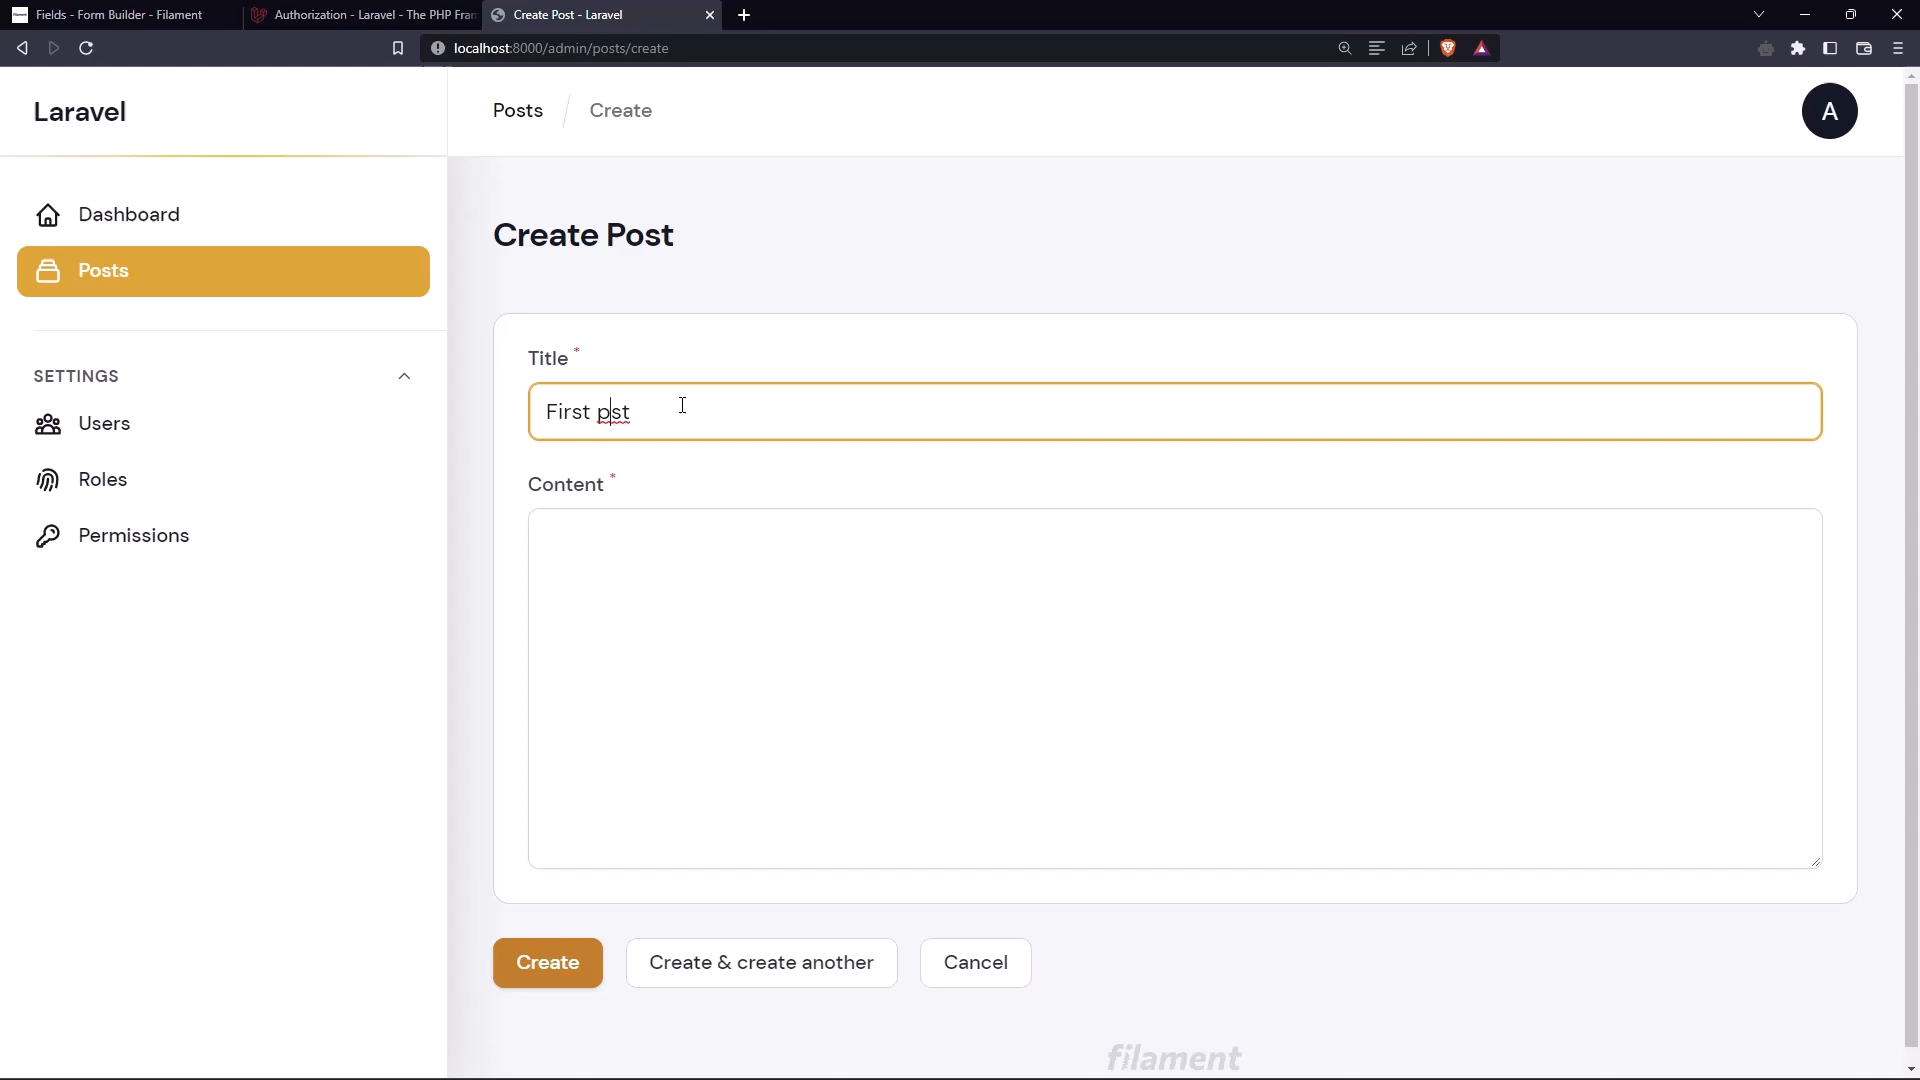 Fields - Form Builder - Filament
Authorization - Laravel - The PHP Fran
Create Post - Laravel
localhost:8000/admin/posts/create
Laravel
Posts
Create
A
Dashboard
Posts
SETTINGS
Users
Roles
Permissions
Create Post
Title *
First pst
Content *
Create
Create & create another
Cancel
filament